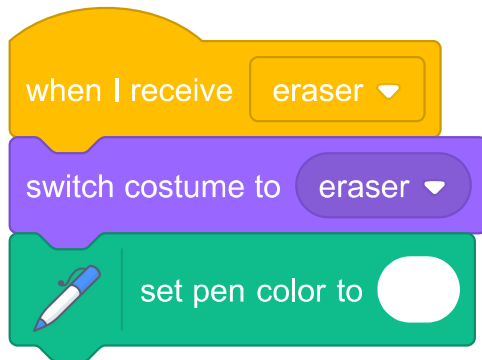 when I receive eraser
switch costume to eraser
set pen color to